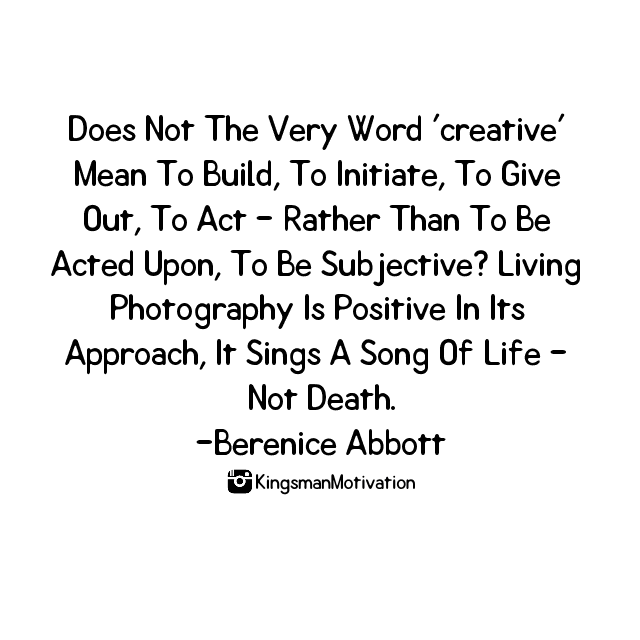 Does Not The Very Word 'creative'
Mean To Build, To Initiate, To Give
Out, To Act - Rather Than To Be
Acted Upon, To Be Subjective? Living
Photography Is Positive In Its
Approach, It Sings A Song Of Life -
Not Death.
-Berenice Abbott
KingsmanMotivation